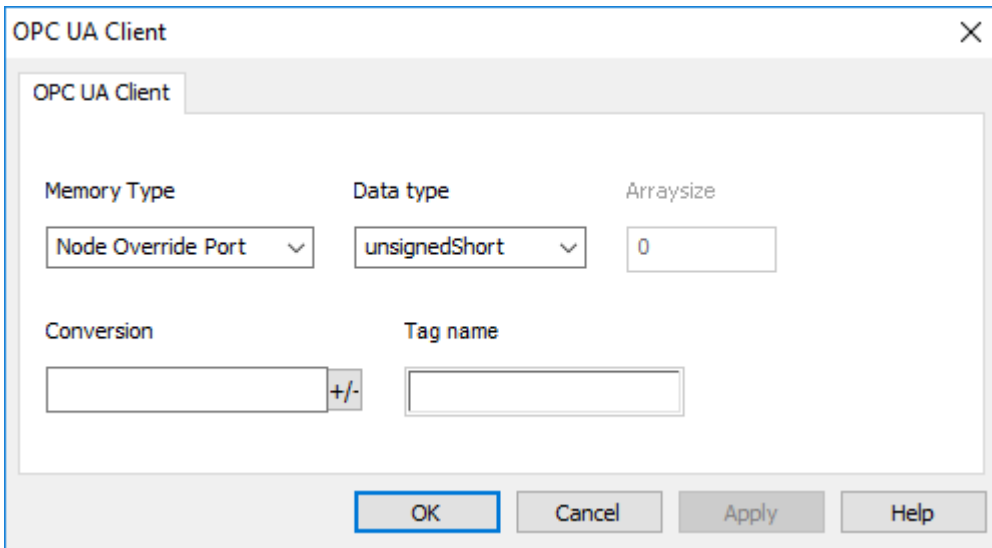 OPC UA Client
OPC UA Client
Memory Type Data type Arraysize
Node Override Port unsignedShort 0
Conversion Tag name
+/-
OK Cancel Apply Help